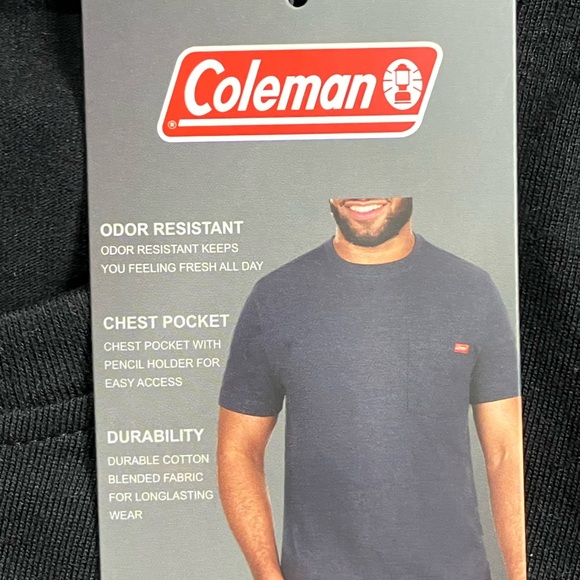 Coleman
®
ODOR RESISTANT
ODOR RESISTANT KEEPS
YOU FEELING FRESH ALL DAY
CHEST POCKET
CHEST POCKET WITH
PENCIL HOLDER FOR
EASY ACCESS
Coleman
DURABILITY
DURABLE COTTON
BLENDED FABRIC
FOR LONGLASTING
WEAR